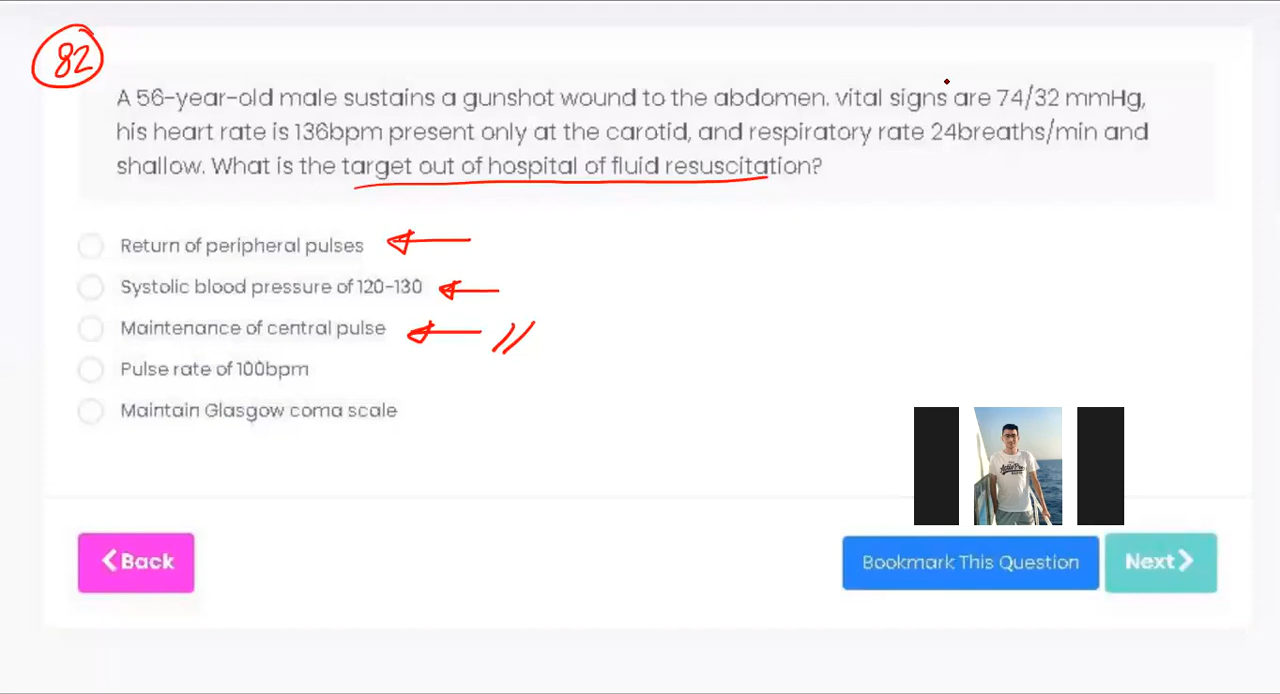 82
A 56-year-old male sustains a gunshot wound to the abdomen. vital signs are 74/32 mmHg,
his heart rate is 136bpm present only at the carotid, and respiratory rate 24breaths/min and
shallow. What is the target out of hospital of fluid resuscitation?
Return of peripheral pulses
Systolic blood pressure of 120-130
Maintenance of central pulse
Pulse rate of 100bpm
Maintain Glasgow coma scale
Back
Bookmark This Question
Next